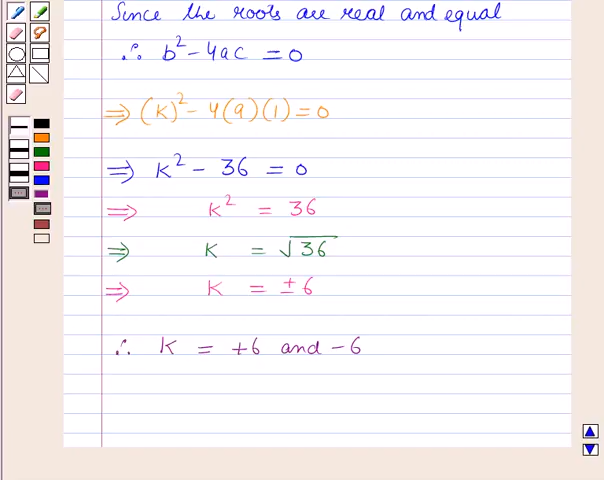 Since the roots are real and equal
∴ b² - 4ac = 0
⇒ (k)² - 4(9)(1) = 0
⇒ k² - 36 = 0
⇒ k² = 36
⇒ k = √36
⇒ k = ±6
∴ k = +6 and -6